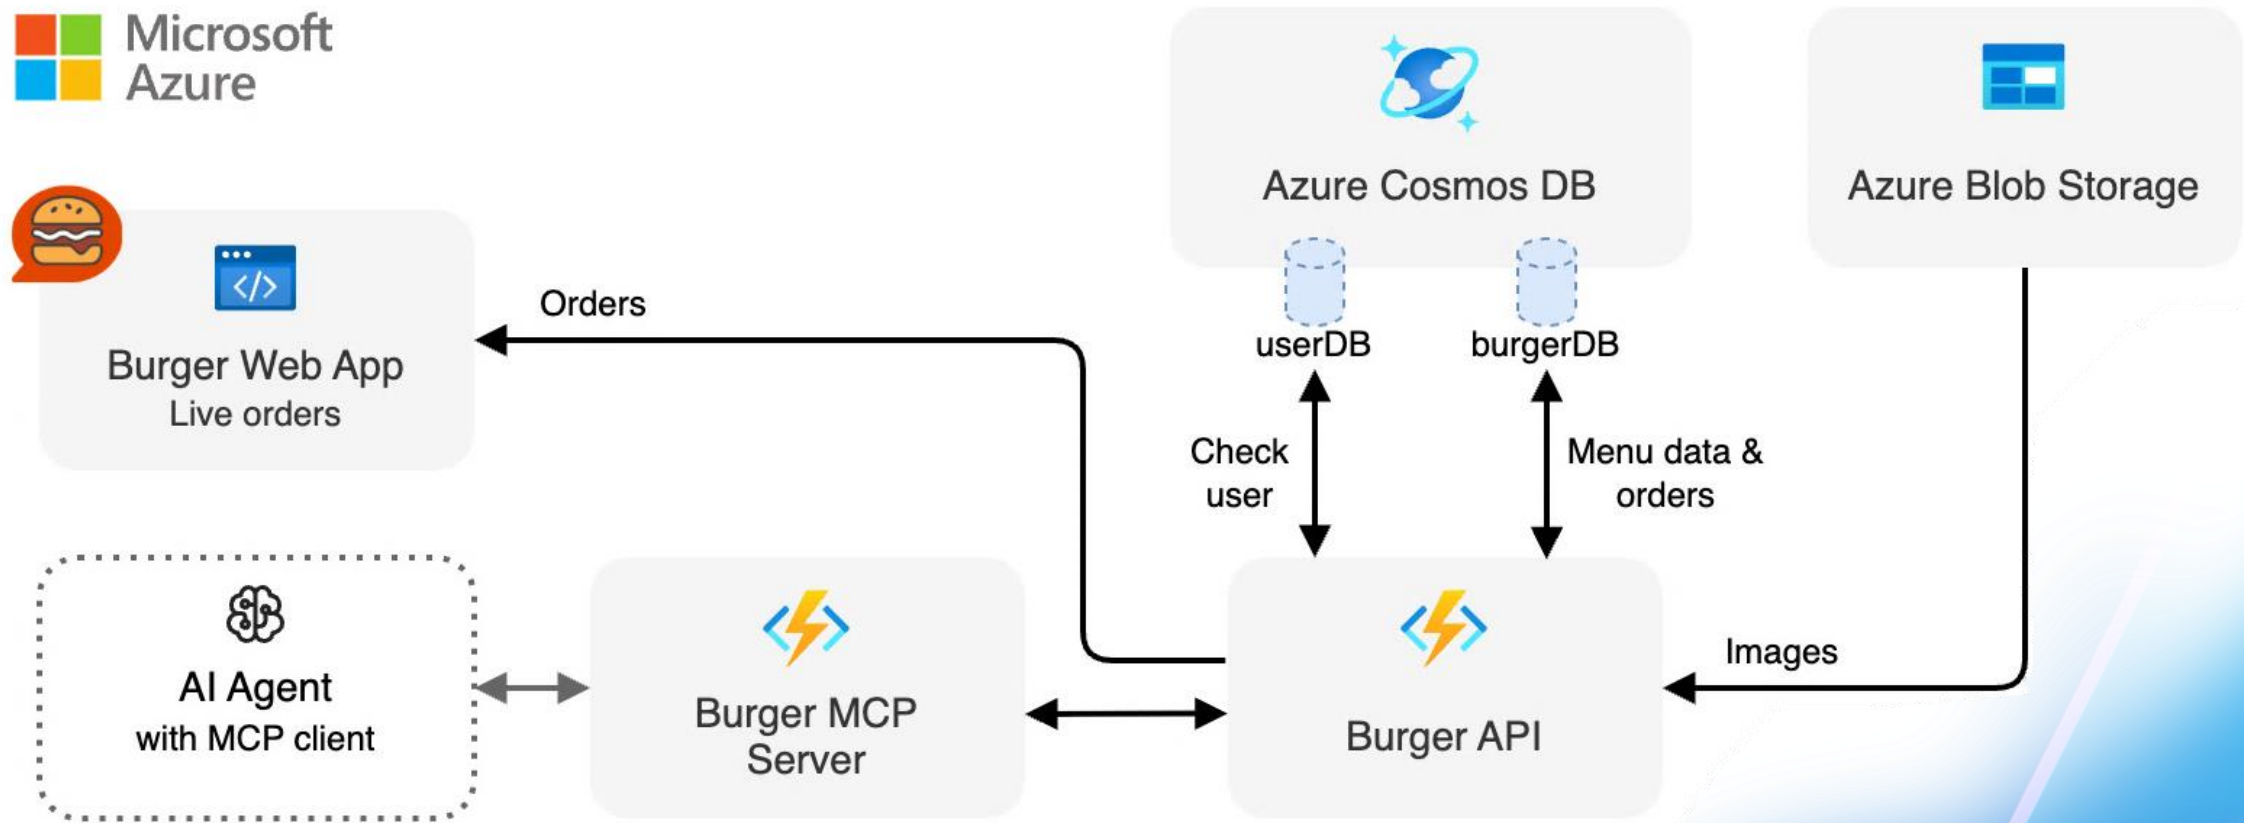 Microsoft
Azure
Azure Cosmos DB
Azure Blob Storage
Burger Web App
Live orders
Orders
userDB
burgerDB
Check
user
Menu data &
orders
AI Agent
with MCP client
Burger MCP
Server
Burger API
Images